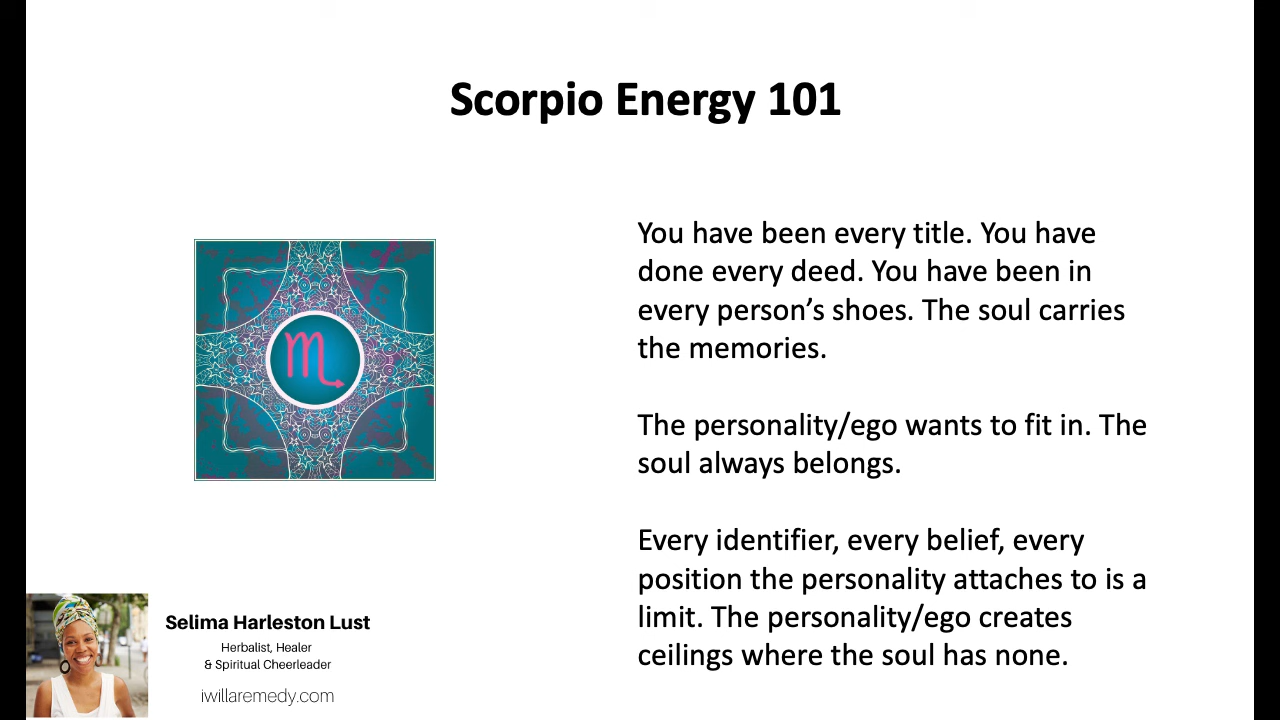 Scorpio Energy 101
You have been every title. You have
done every deed. You have been in
every person’s shoes. The soul carries
the memories.
The personality/ego wants to fit in. The
soul always belongs.
Every identifier, every belief, every
position the personality attaches to is a
limit. The personality/ego creates
ceilings where the soul has none.
Selima Harleston Lust
Herbalist, Healer
& Spiritual Cheerleader
iwillaremedy.com